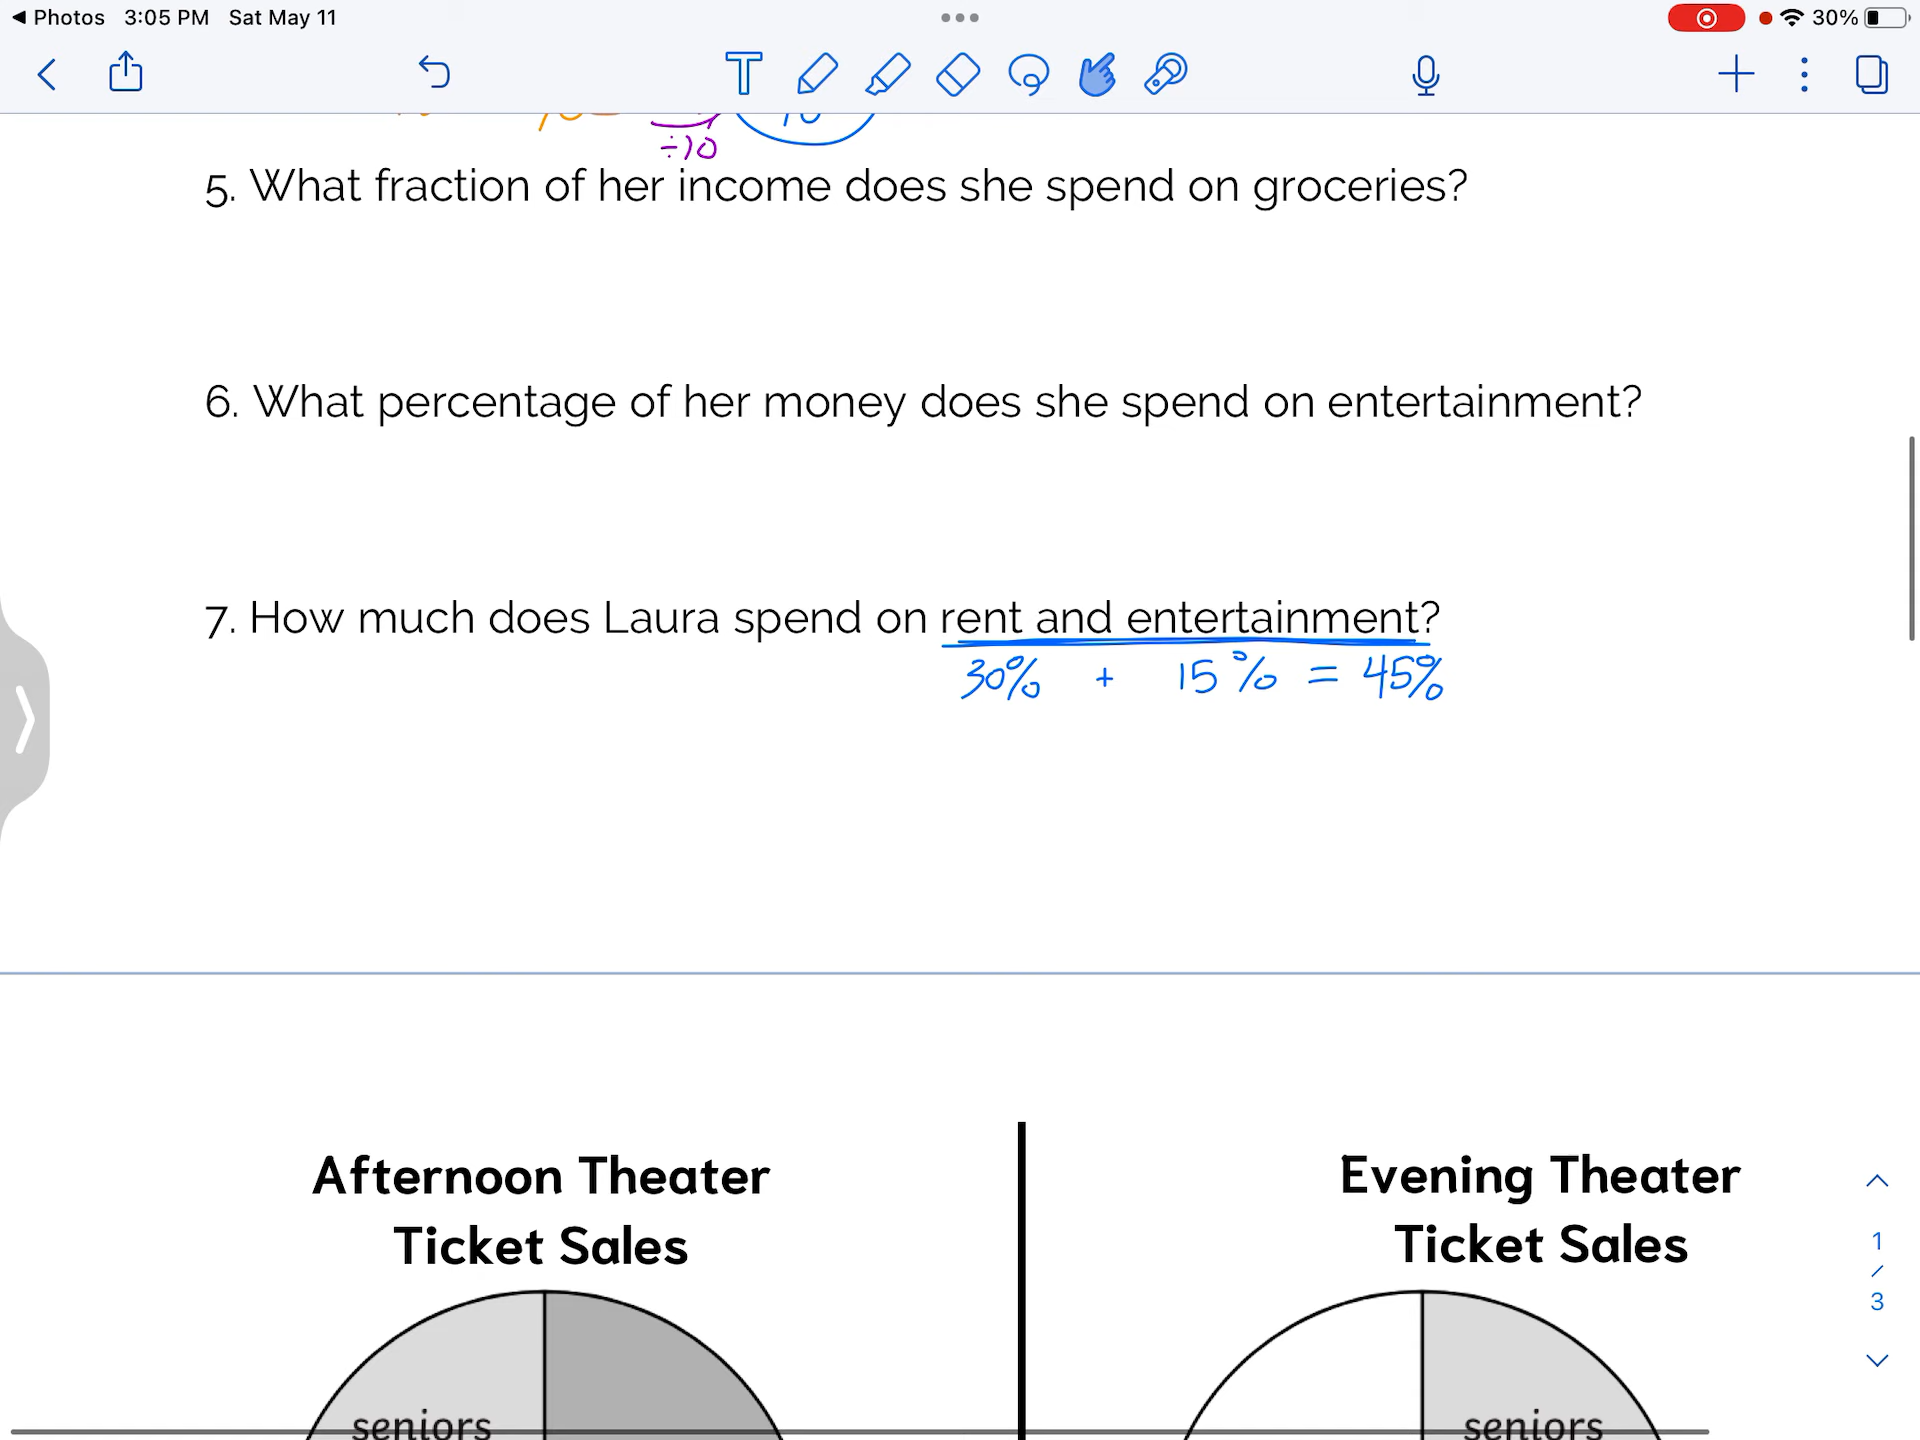 Photos 3:05 PM Sat May 11
30%
T
÷10
5. What fraction of her income does she spend on groceries?
6. What percentage of her money does she spend on entertainment?
7. How much does Laura spend on rent and entertainment?
30% + 15% = 45%
Afternoon Theater
Ticket Sales
Evening Theater
Ticket Sales
1
/
3
seniors
seniors